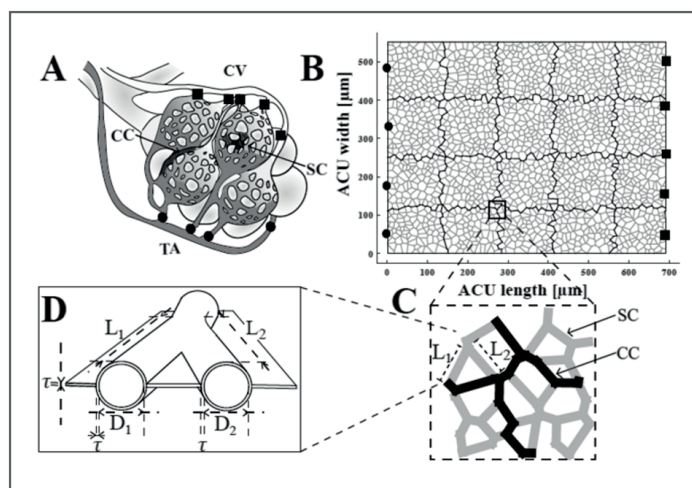 A
CV
CC
SC
TA
B
ACU width [µm]
500
400
300
200
100
0
0 100 200 300 400 500 600 700
ACU length [µm]
C
SC
CC
L1
L2
D
L1
L2
τ=
D1
D2
τ
τ